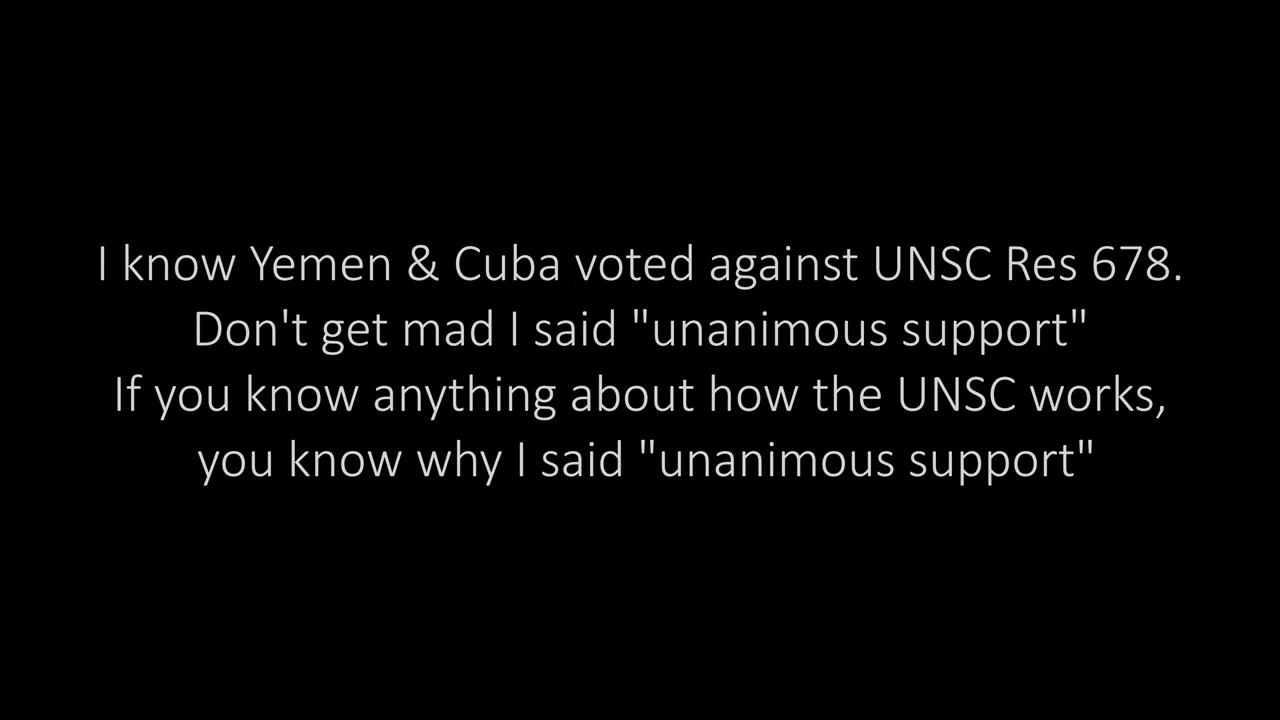 I know Yemen & Cuba voted against UNSC Res 678.
Don't get mad I said "unanimous support"
If you know anything about how the UNSC works,
you know why I said "unanimous support"